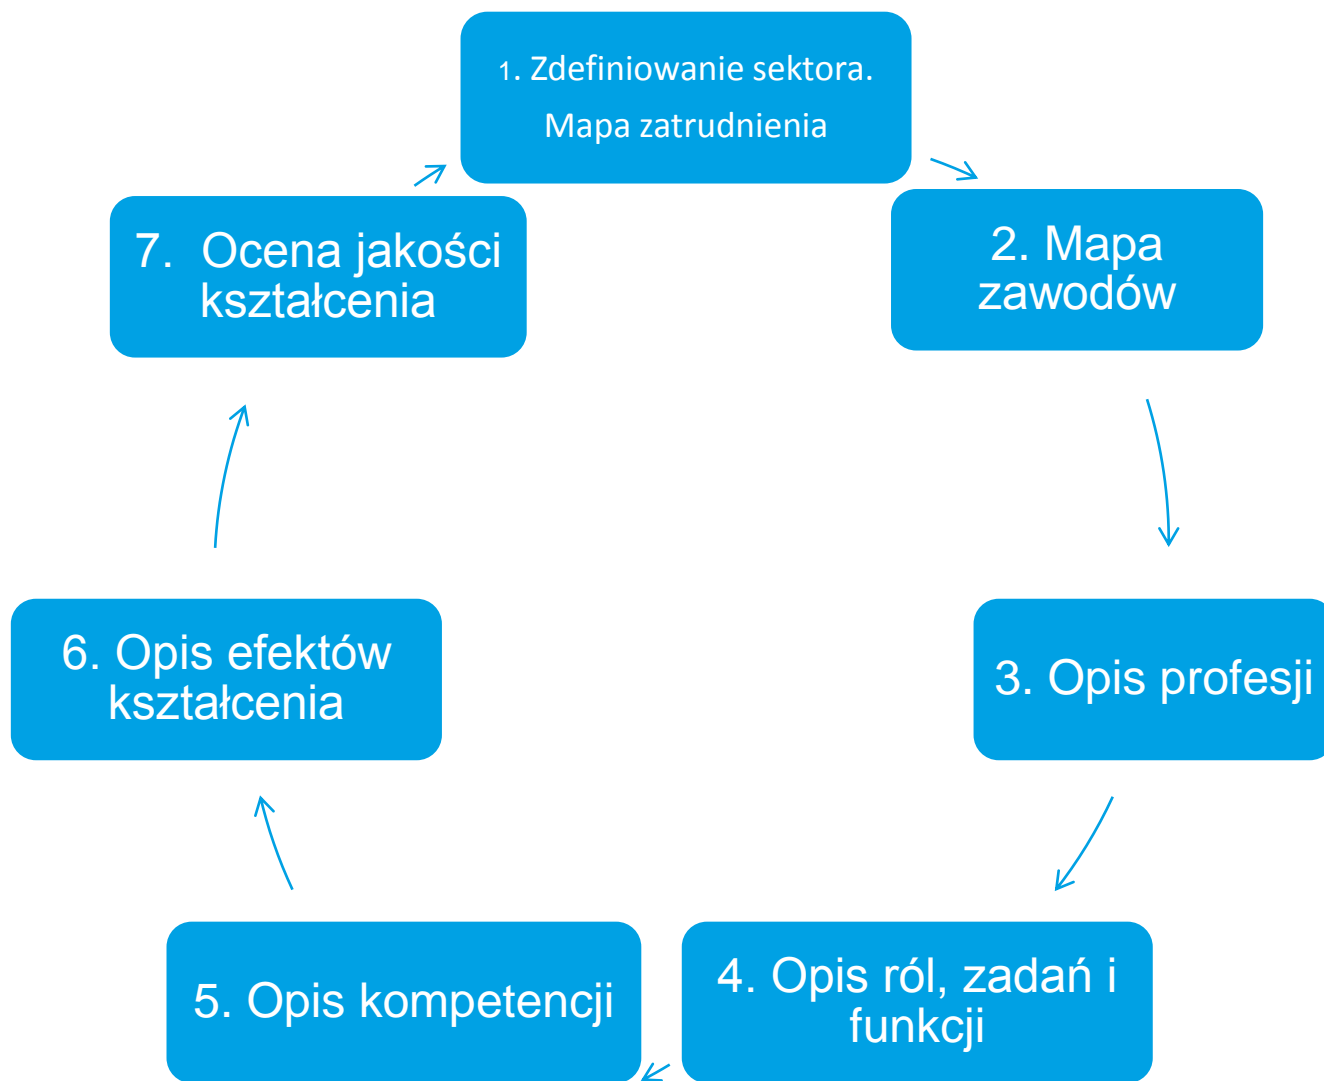 1. Zdefiniowanie sektora.
Mapa zatrudnienia
2. Mapa
zawodów
3. Opis profesji
4. Opis ról, zadań i
funkcji
5. Opis kompetencji
6. Opis efektów
kształcenia
7. Ocena jakości
kształcenia